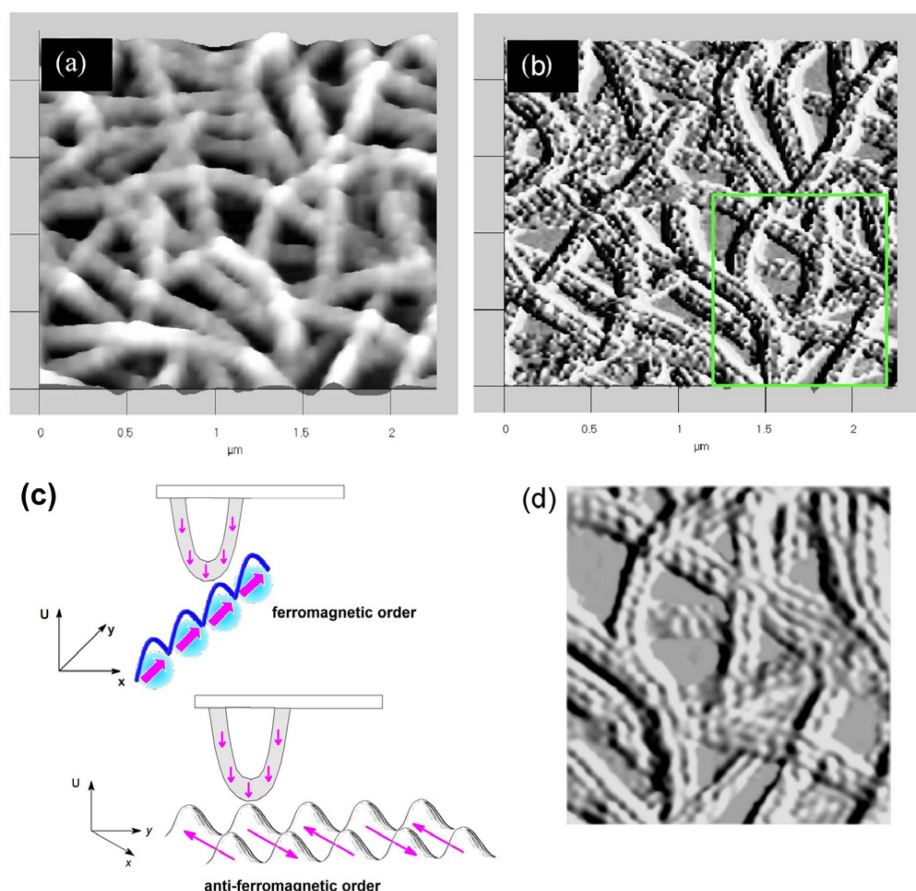 (a)
(b)
0 0.5 1 1.5 2
µm
0 0.5 1 1.5 2
µm
(c)
U
y
x
ferromagnetic order
(d)
U
y
x
anti-ferromagnetic order